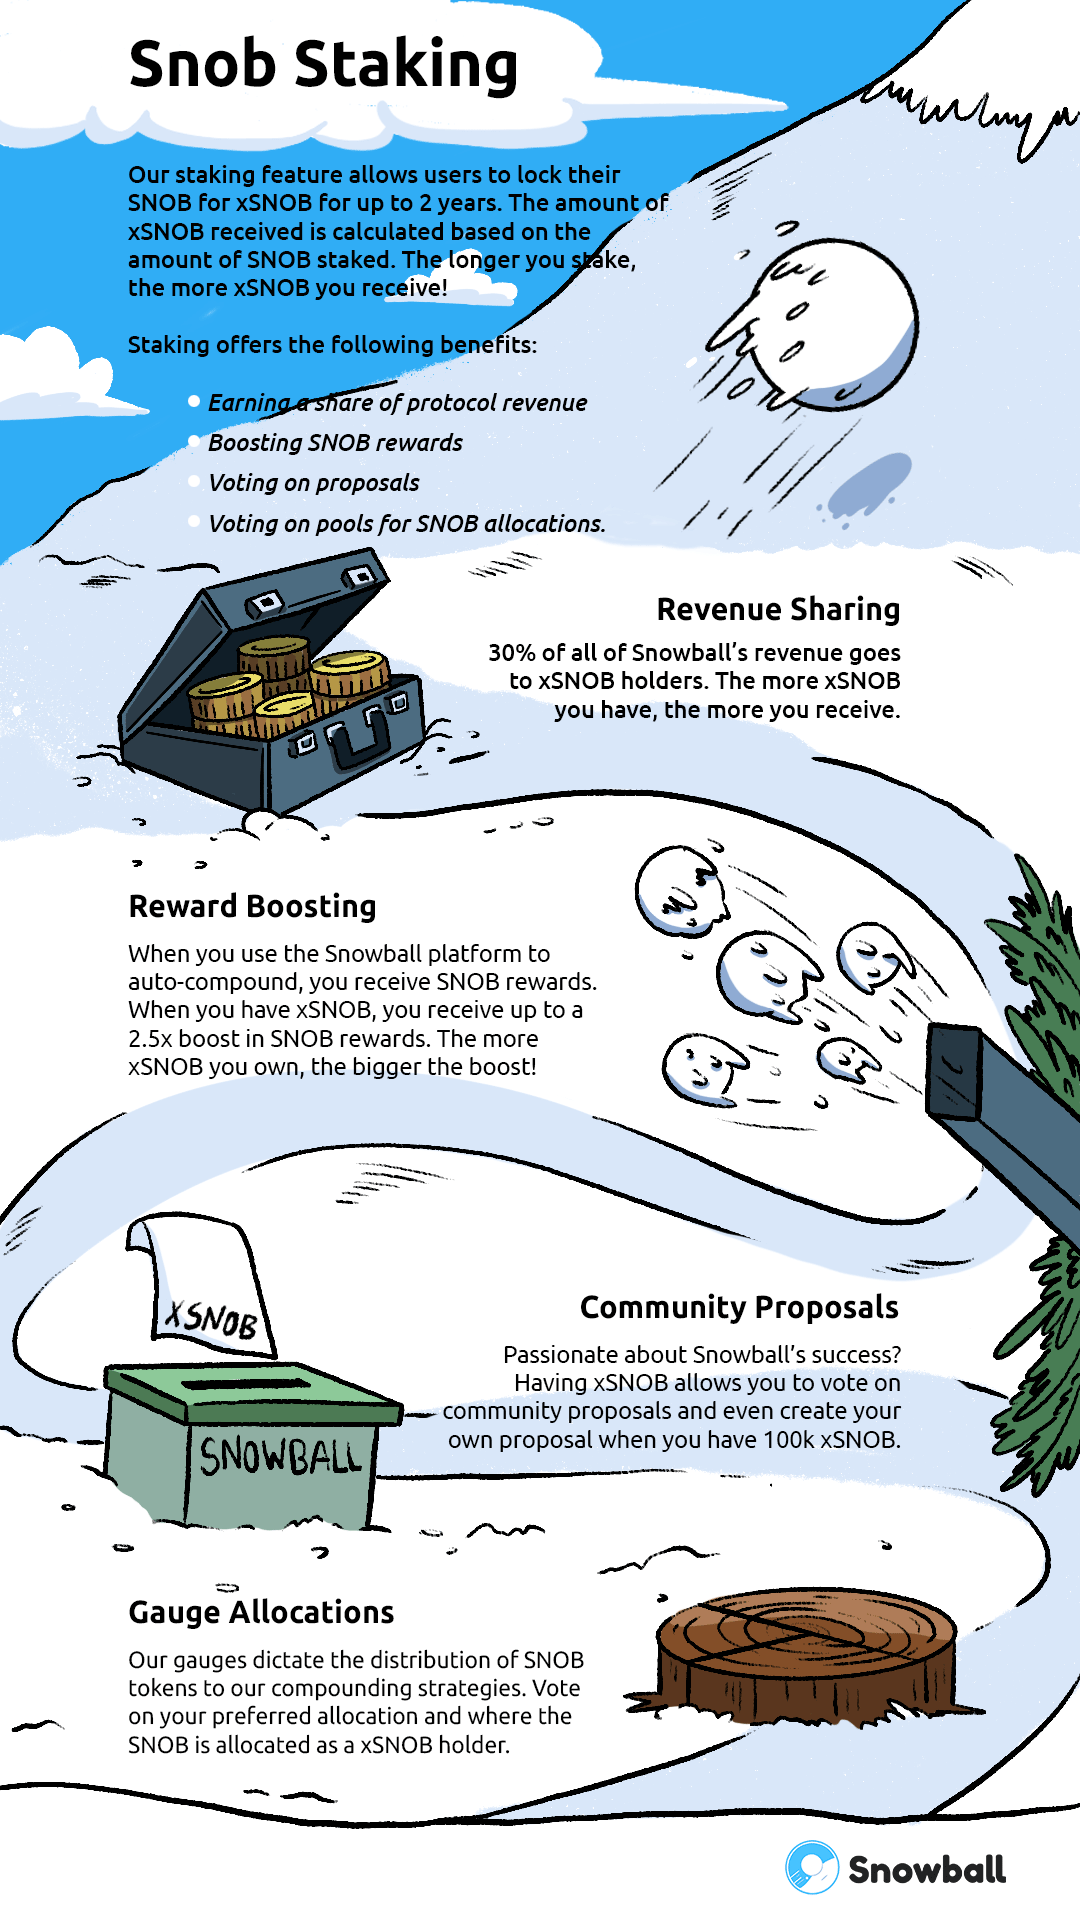 Snob Staking
Our staking feature allows users to lock their
SNOB for xSNOB for up to 2 years. The amount of
xSNOB received is calculated based on the
amount of SNOB staked. The longer you stake,
the more xSNOB you receive!
Staking offers the following benefits:
Earning a share of protocol revenue
Boosting SNOB rewards
Voting on proposals
Voting on pools for SNOB allocations.
Revenue Sharing
30% of all of Snowball's revenue goes
to xSNOB holders. The more xSNOB
you have, the more you receive.
Reward Boosting
When you use the Snowball platform to
auto-compound, you receive SNOB rewards.
When you have xSNOB, you receive up to a
2.5x boost in SNOB rewards. The more
xSNOB you own, the bigger the boost!
XSNOB
SNOWBALL
Community Proposals
Passionate about Snowball's success?
Having xSNOB allows you to vote on
community proposals and even create your
own proposal when you have 100k xSNOB.
Gauge Allocations
Our gauges dictate the distribution of SNOB
tokens to our compounding strategies. Vote
on your preferred allocation and where the
SNOB is allocated as a xSNOB holder.
Snowball